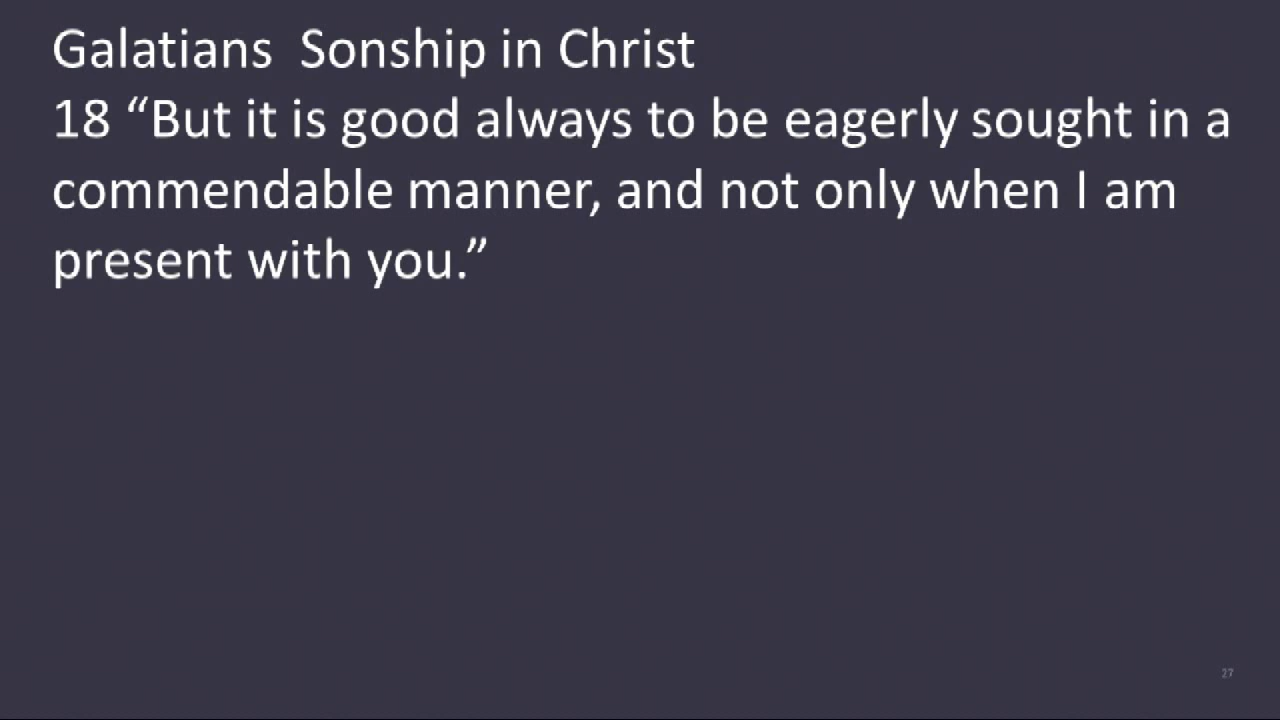 Galatians  Sonship in Christ
18 “But it is good always to be eagerly sought in a
commendable manner, and not only when I am
present with you.”
27